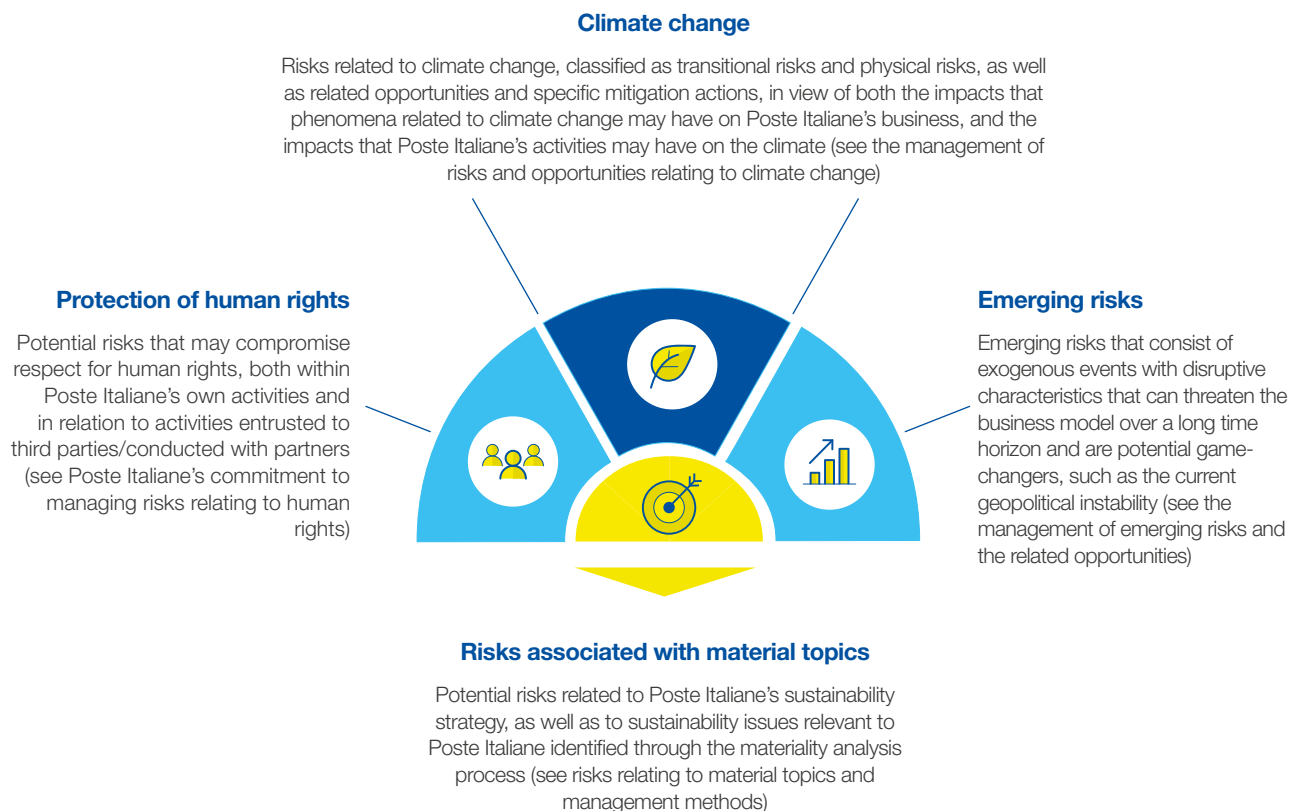 Climate change
Risks related to climate change, classified as transitional risks and physical risks, as well
as related opportunities and specific mitigation actions, in view of both the impacts that
phenomena related to climate change may have on Poste Italiane’s business, and the
impacts that Poste Italiane’s activities may have on the climate (see the management of
risks and opportunities relating to climate change)
Protection of human rights
Potential risks that may compromise
respect for human rights, both within
Poste Italiane’s own activities and
in relation to activities entrusted to
third parties/conducted with partners
(see Poste Italiane’s commitment to
managing risks relating to human
rights)
Emerging risks
Emerging risks that consist of
exogenous events with disruptive
characteristics that can threaten the
business model over a long time
horizon and are potential game-
changers, such as the current
geopolitical instability (see the
management of emerging risks and
the related opportunities)
Risks associated with material topics
Potential risks related to Poste Italiane’s sustainability
strategy, as well as to sustainability issues relevant to
Poste Italiane identified through the materiality analysis
process (see risks relating to material topics and
management methods)